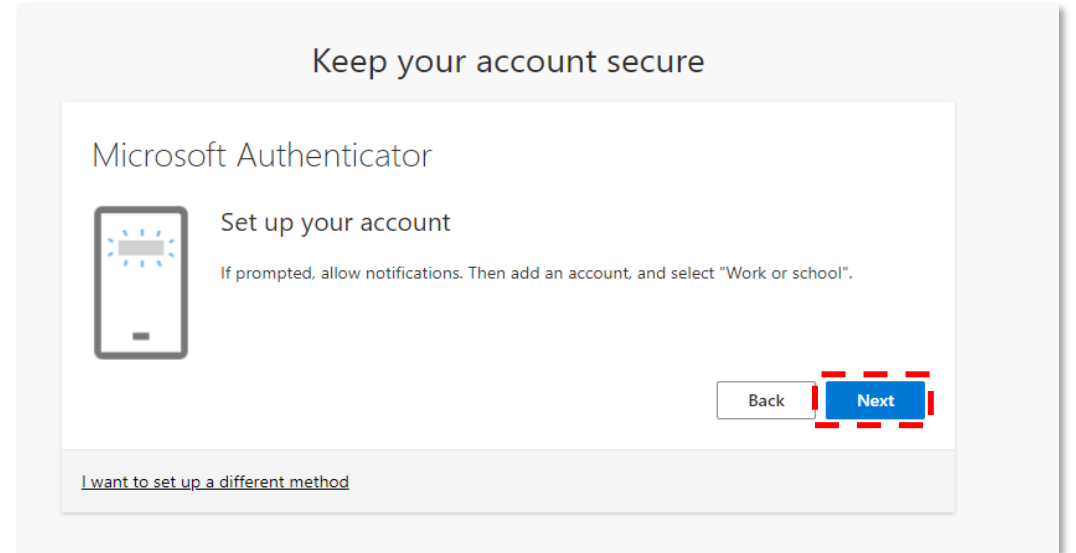 Keep your account secure
Microsoft Authenticator
Set up your account
If prompted, allow notifications. Then add an account, and select "Work or school".
Back
Next
I want to set up a different method